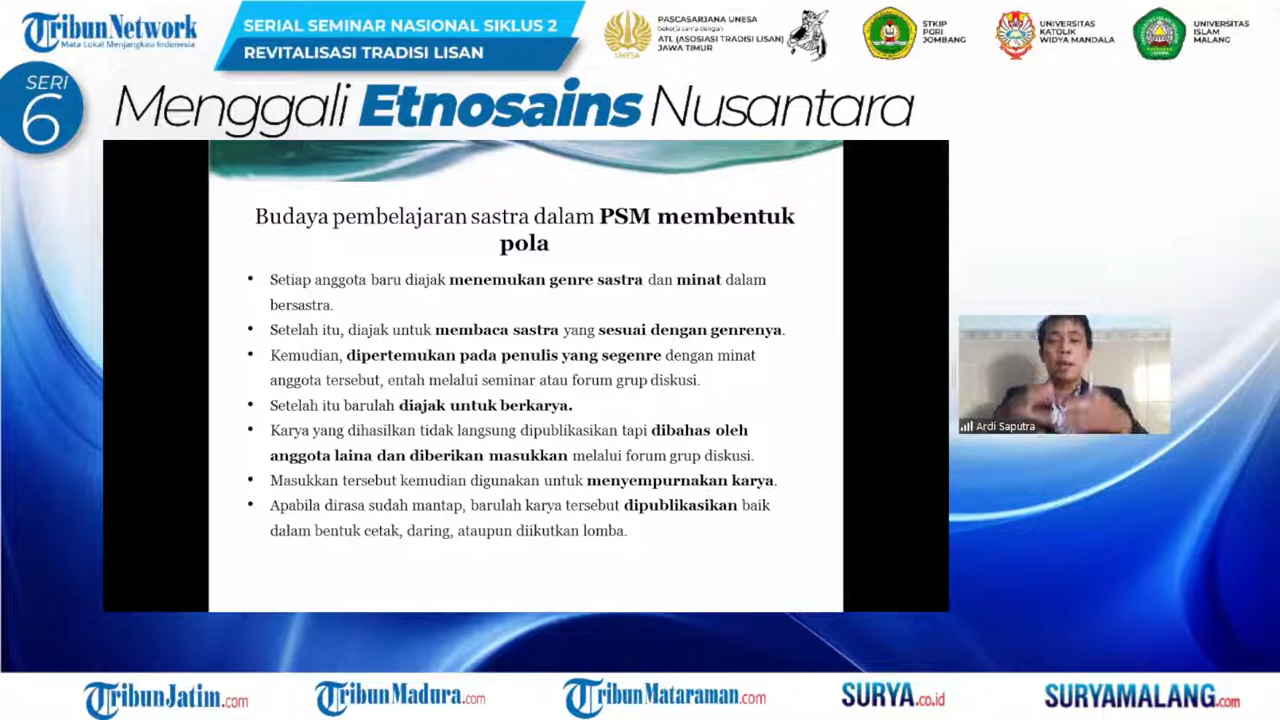 Tribun Network
Mata Lokal Menjangkau Indonesia
SERIAL SEMINAR NASIONAL SIKLUS 2
REVITALISASI TRADISI LISAN
UNESA
PASCASARJANA UNESA
bekerja sama dengan
ATL (ASOSIASI TRADISI LISAN)
JAWA TIMUR
STKIP
PGRI
JOMBANG
UNIVERSITAS
KATOLIK
WIDYA MANDALA
UNIVERSITAS
ISLAM
MALANG
SERI
6
Menggali Etnosains Nusantara
Budaya pembelajaran sastra dalam PSM membentuk
pola
• Setiap anggota baru diajak menemukan genre sastra dan minat dalam
bersastra.
• Setelah itu, diajak untuk membaca sastra yang sesuai dengan genrenya.
• Kemudian, dipertemukan pada penulis yang segenre dengan minat
anggota tersebut, entah melalui seminar atau forum grup diskusi.
• Setelah itu barulah diajak untuk berkarya.
• Karya yang dihasilkan tidak langsung dipublikasikan tapi dibahas oleh
anggota laina dan diberikan masukkan melalui forum grup diskusi.
• Masukkan tersebut kemudian digunakan untuk menyempurnakan karya.
• Apabila dirasa sudah mantap, barulah karya tersebut dipublikasikan baik
dalam bentuk cetak, daring, ataupun diikutkan lomba.
Ardi Saputra
TribunJatim.com
TribunMadura.com
TribunMataraman.com
SURYA.co.id
SURYAMALANG.com